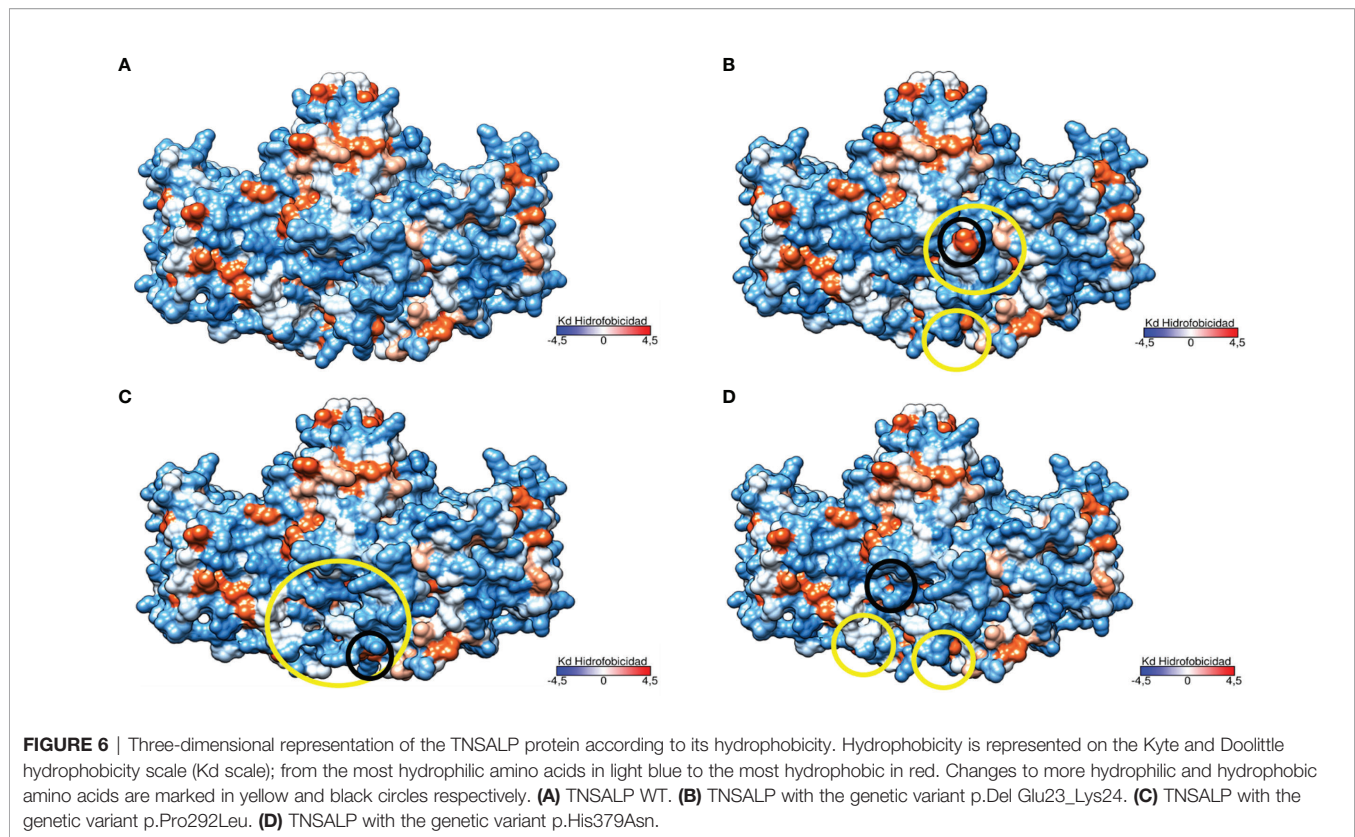 A
B
Kd Hidrofobicidad
-4,5 0 4,5
Kd Hidrofobicidad
-4,5 0 4,5
C
D
Kd Hidrofobicidad
-4,5 0 4,5
Kd Hidrofobicidad
-4,5 0 4,5
FIGURE 6 | Three-dimensional representation of the TNSALP protein according to its hydrophobicity. Hydrophobicity is represented on the Kyte and Doolittle
hydrophobicity scale (Kd scale); from the most hydrophilic amino acids in light blue to the most hydrophobic in red. Changes to more hydrophilic and hydrophobic
amino acids are marked in yellow and black circles respectively. (A) TNSALP WT. (B) TNSALP with the genetic variant p.Del Glu23_Lys24. (C) TNSALP with the
genetic variant p.Pro292Leu. (D) TNSALP with the genetic variant p.His379Asn.